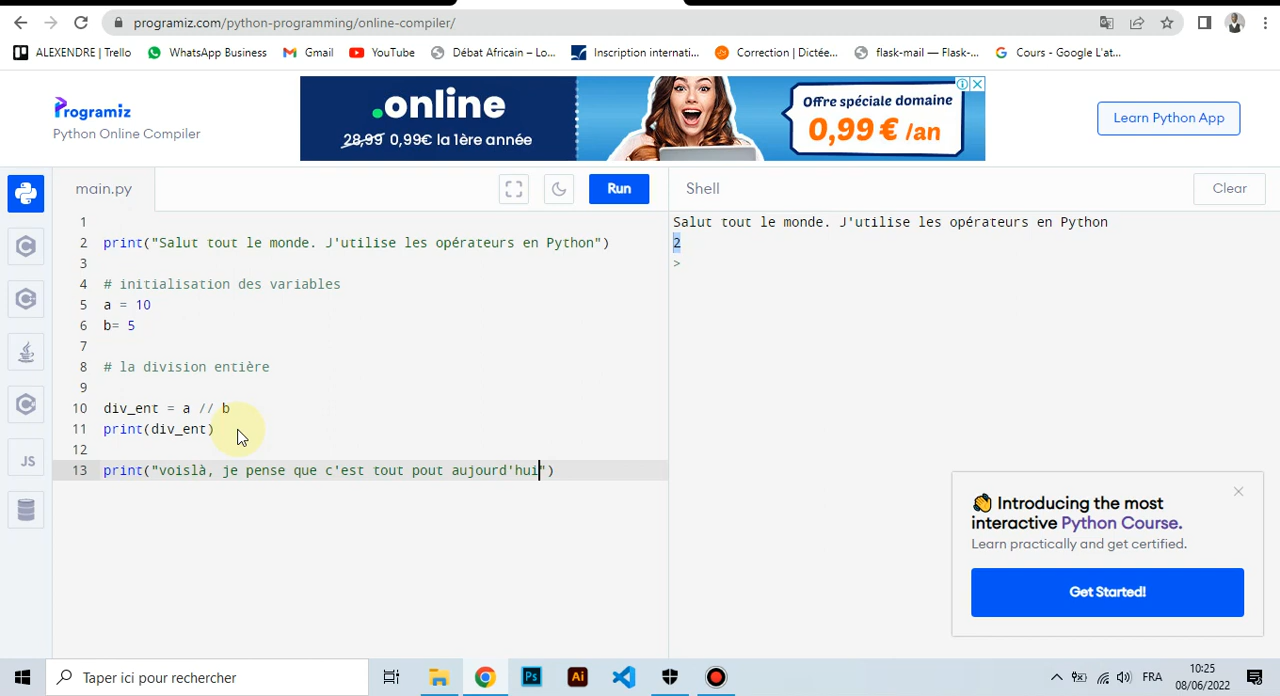 programiz.com/python-programming/online-compiler/
ALEXENDRE | Trello
WhatsApp Business
Gmail
YouTube
Débat Africain – Lo...
Inscription internati...
Correction | Dictée...
flask-mail — Flask-...
Cours - Google L'at...
Programiz
Python Online Compiler
.online
28,99 0,99€ la 1ère année
Offre spéciale domaine
0,99 € /an
Learn Python App
main.py
Run
Shell
Clear
1
2 print("Salut tout le monde. J'utilise les opérateurs en Python")
3
4 # initialisation des variables
5 a = 10
6 b= 5
7
8 # la division entière
9
10 div_ent = a // b
11 print(div_ent)
12
13 print("voislà, je pense que c'est tout pout aujourd'hui")
Salut tout le monde. J'utilise les opérateurs en Python
2
>
JS
👋 Introducing the most
interactive Python Course.
Learn practically and get certified.
Get Started!
Taper ici pour rechercher
Ps
Ai
FRA
10:25
08/06/2022